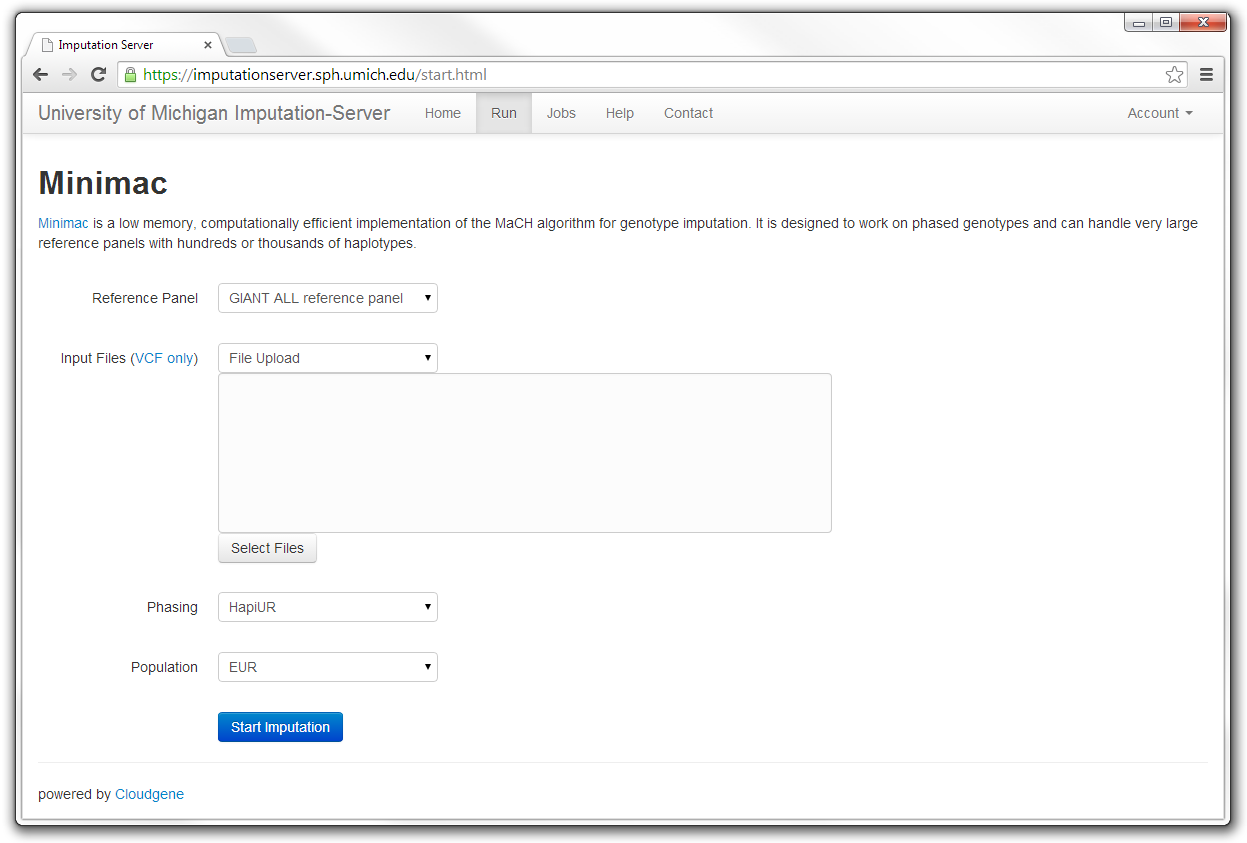 Imputation Server
https://imputationserver.sph.umich.edu/start.html
University of Michigan Imputation-Server Home Run Jobs Help Contact Account
Minimac
Minimac is a low memory, computationally efficient implementation of the MaCH algorithm for genotype imputation. It is designed to work on phased genotypes and can handle very large
reference panels with hundreds or thousands of haplotypes.
Reference Panel GIANT ALL reference panel
Input Files (VCF only) File Upload
Select Files
Phasing HapiUR
Population EUR
Start Imputation
powered by Cloudgene